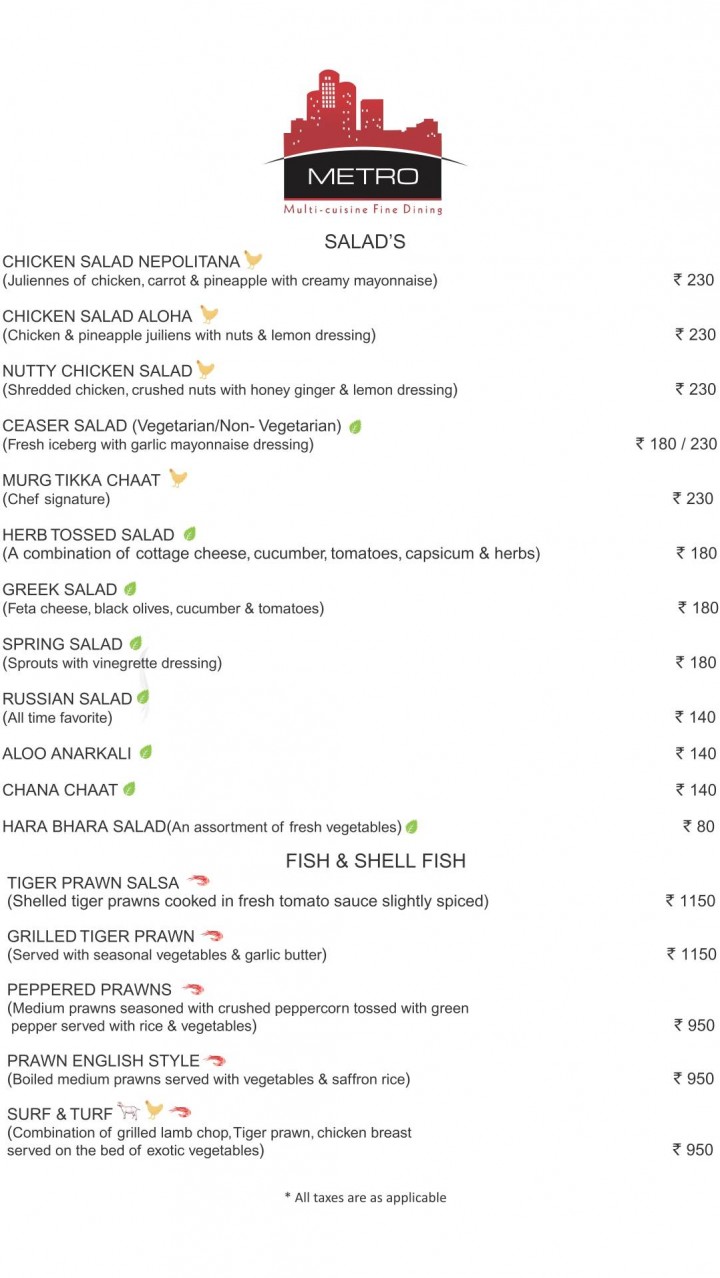 METRO
Multi-cuisine Fine Dining
SALAD'S
CHICKEN SALAD NEPOLITANA
(Juliennes of chicken, carrot & pineapple with creamy mayonnaise) ₹ 230
CHICKEN SALAD ALOHA
(Chicken & pineapple juiliens with nuts & lemon dressing) ₹ 230
NUTTY CHICKEN SALAD
(Shredded chicken, crushed nuts with honey ginger & lemon dressing) ₹ 230
CEASER SALAD (Vegetarian/Non- Vegetarian)
(Fresh iceberg with garlic mayonnaise dressing) ₹ 180 / 230
MURG TIKKA CHAAT
(Chef signature) ₹ 230
HERB TOSSED SALAD
(A combination of cottage cheese, cucumber, tomatoes, capsicum & herbs) ₹ 180
GREEK SALAD
(Feta cheese, black olives, cucumber & tomatoes) ₹ 180
SPRING SALAD
(Sprouts with vinegrette dressing) ₹ 180
RUSSIAN SALAD
(All time favorite) ₹ 140
ALOO ANARKALI ₹ 140
CHANA CHAAT ₹ 140
HARA BHARA SALAD(An assortment of fresh vegetables) ₹ 80
FISH & SHELL FISH
TIGER PRAWN SALSA
(Shelled tiger prawns cooked in fresh tomato sauce slightly spiced) ₹ 1150
GRILLED TIGER PRAWN
(Served with seasonal vegetables & garlic butter) ₹ 1150
PEPPERED PRAWNS
(Medium prawns seasoned with crushed peppercorn tossed with green
pepper served with rice & vegetables) ₹ 950
PRAWN ENGLISH STYLE
(Boiled medium prawns served with vegetables & saffron rice) ₹ 950
SURF & TURF
(Combination of grilled lamb chop, Tiger prawn, chicken breast
served on the bed of exotic vegetables) ₹ 950
* All taxes are as applicable